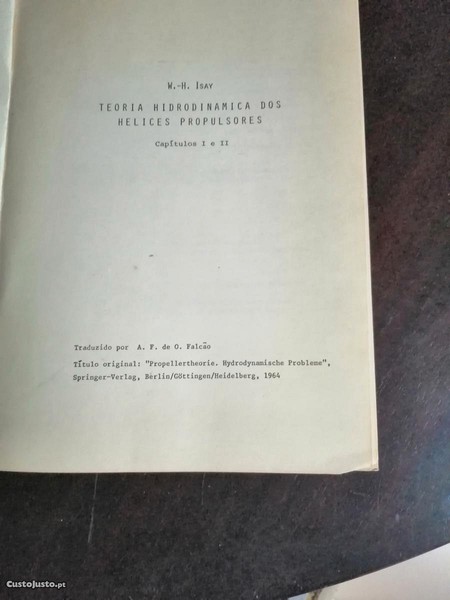 W.-H. ISAY
TEORIA HIDRODINAMICA DOS
HELICES PROPULSORES
Capítulos I e II
Traduzido por A. F. de O. Falcão
Título original: "Propellertheorie. Hydrodynamische Probleme",
Springer-Verlag, Berlin/Göttingen/Heidelberg, 1964
CustoJusto.pt